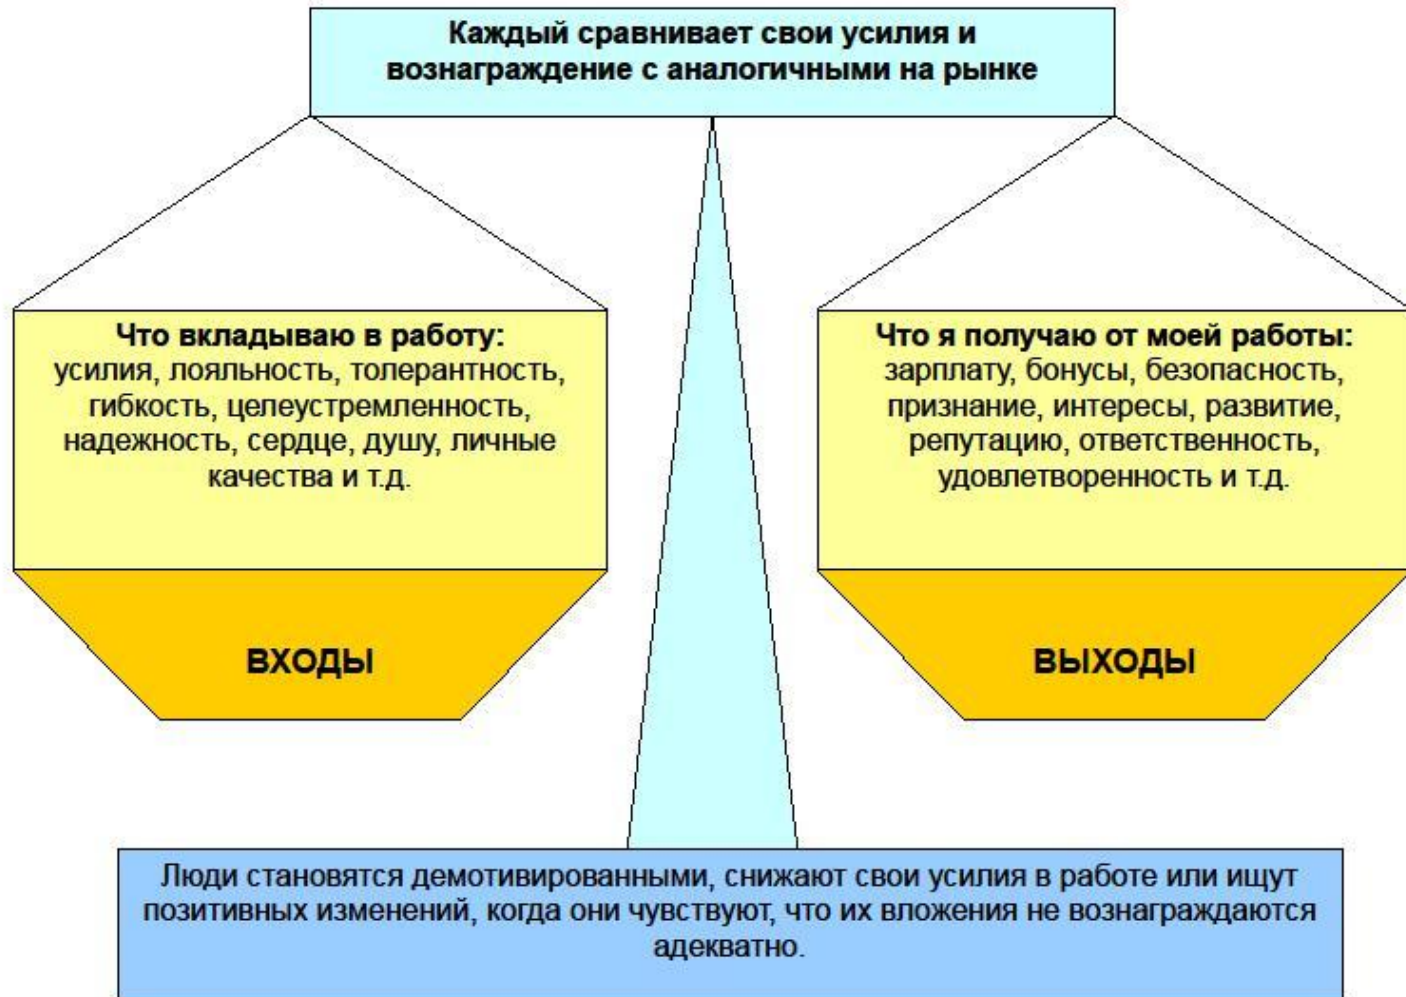 Каждый сравнивает свои усилия и
вознаграждение с аналогичными на рынке
Что вкладываю в работу:
усилия, лояльность, толерантность,
гибкость, целеустремленность,
надежность, сердце, душу, личные
качества и т.д.
ВХОДЫ
Что я получаю от моей работы:
зарплату, бонусы, безопасность,
признание, интересы, развитие,
репутацию, ответственность,
удовлетворенность и т.д.
ВЫХОДЫ
Люди становятся демотивированными, снижают свои усилия в работе или ищут
позитивных изменений, когда они чувствуют, что их вложения не вознаграждаются
адекватно.